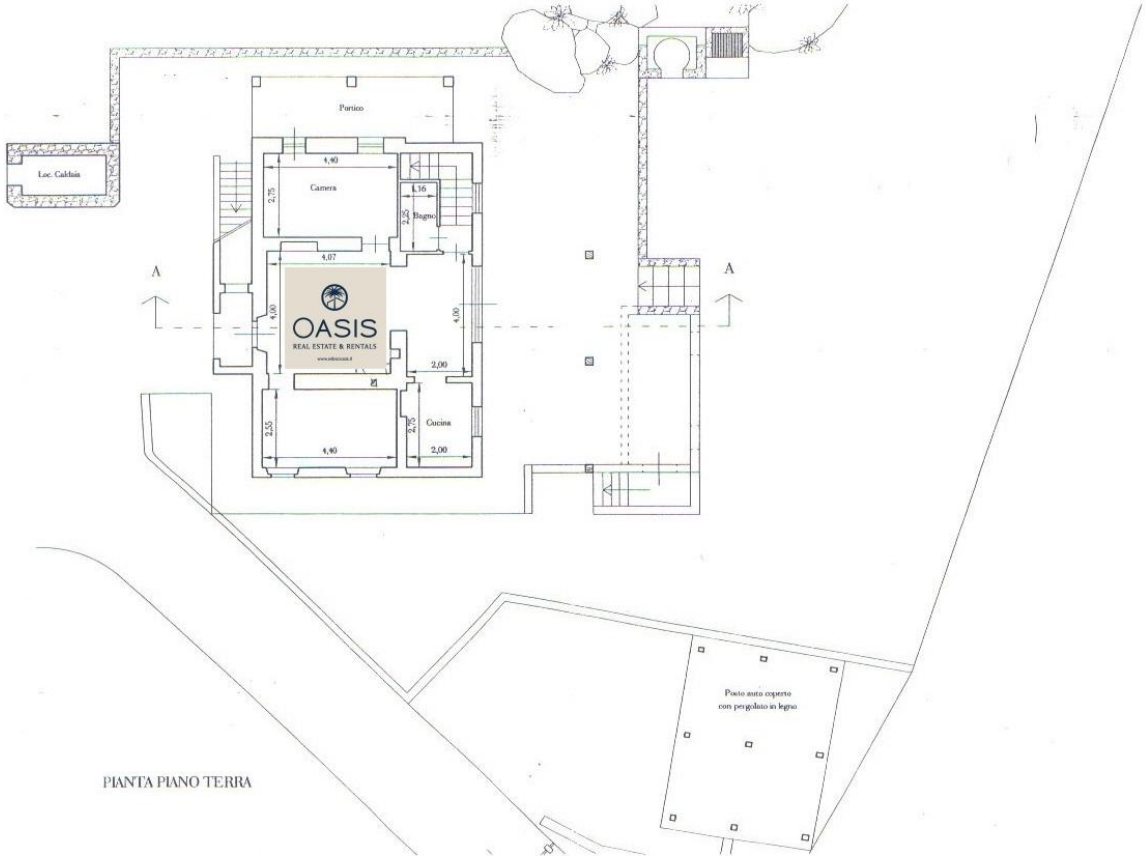 Portico
Loc. Caldaia
4,40
2,75
Camera
1,16
2,25
Bagno
4,07
A
A
4,00
OASIS
REAL ESTATE & RENTALS
4,00
2,00
2,55
4,40
2,75
Cucina
2,00
Posto auto coperto
con pergolato in legno
PIANTA PIANO TERRA